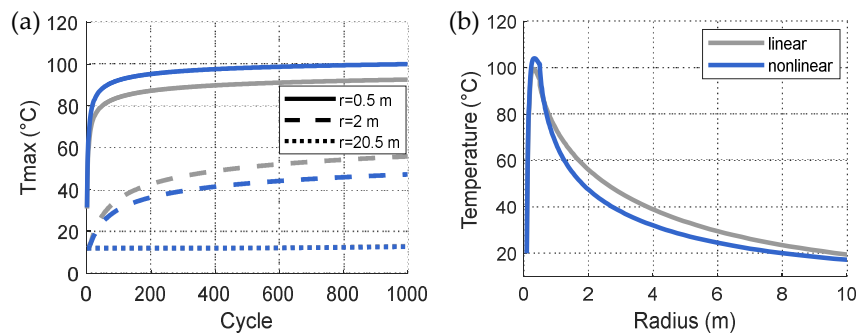 (a)
120
100
80
60
40
20
0
Tmax (°C)
r=0.5 m
r=2 m
r=20.5 m
0 200 400 600 800 1000
Cycle
(b)
120
100
80
60
40
20
Temperature (°C)
linear
nonlinear
0 2 4 6 8 10
Radius (m)